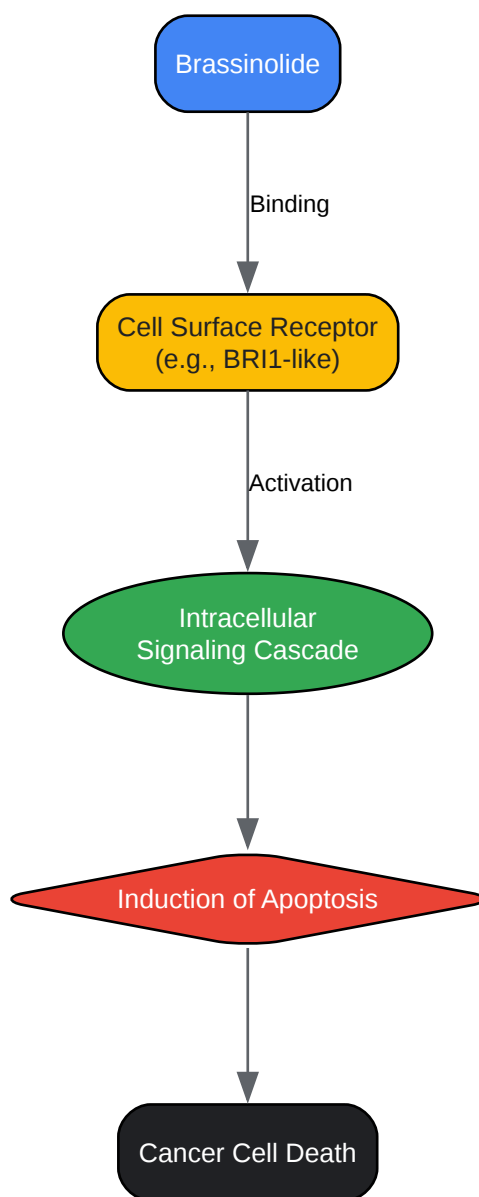 Brassinolide
Binding
Cell Surface Receptor
(e.g., BRI1-like)
Activation
Intracellular
Signaling Cascade
Induction of Apoptosis
Cancer Cell Death